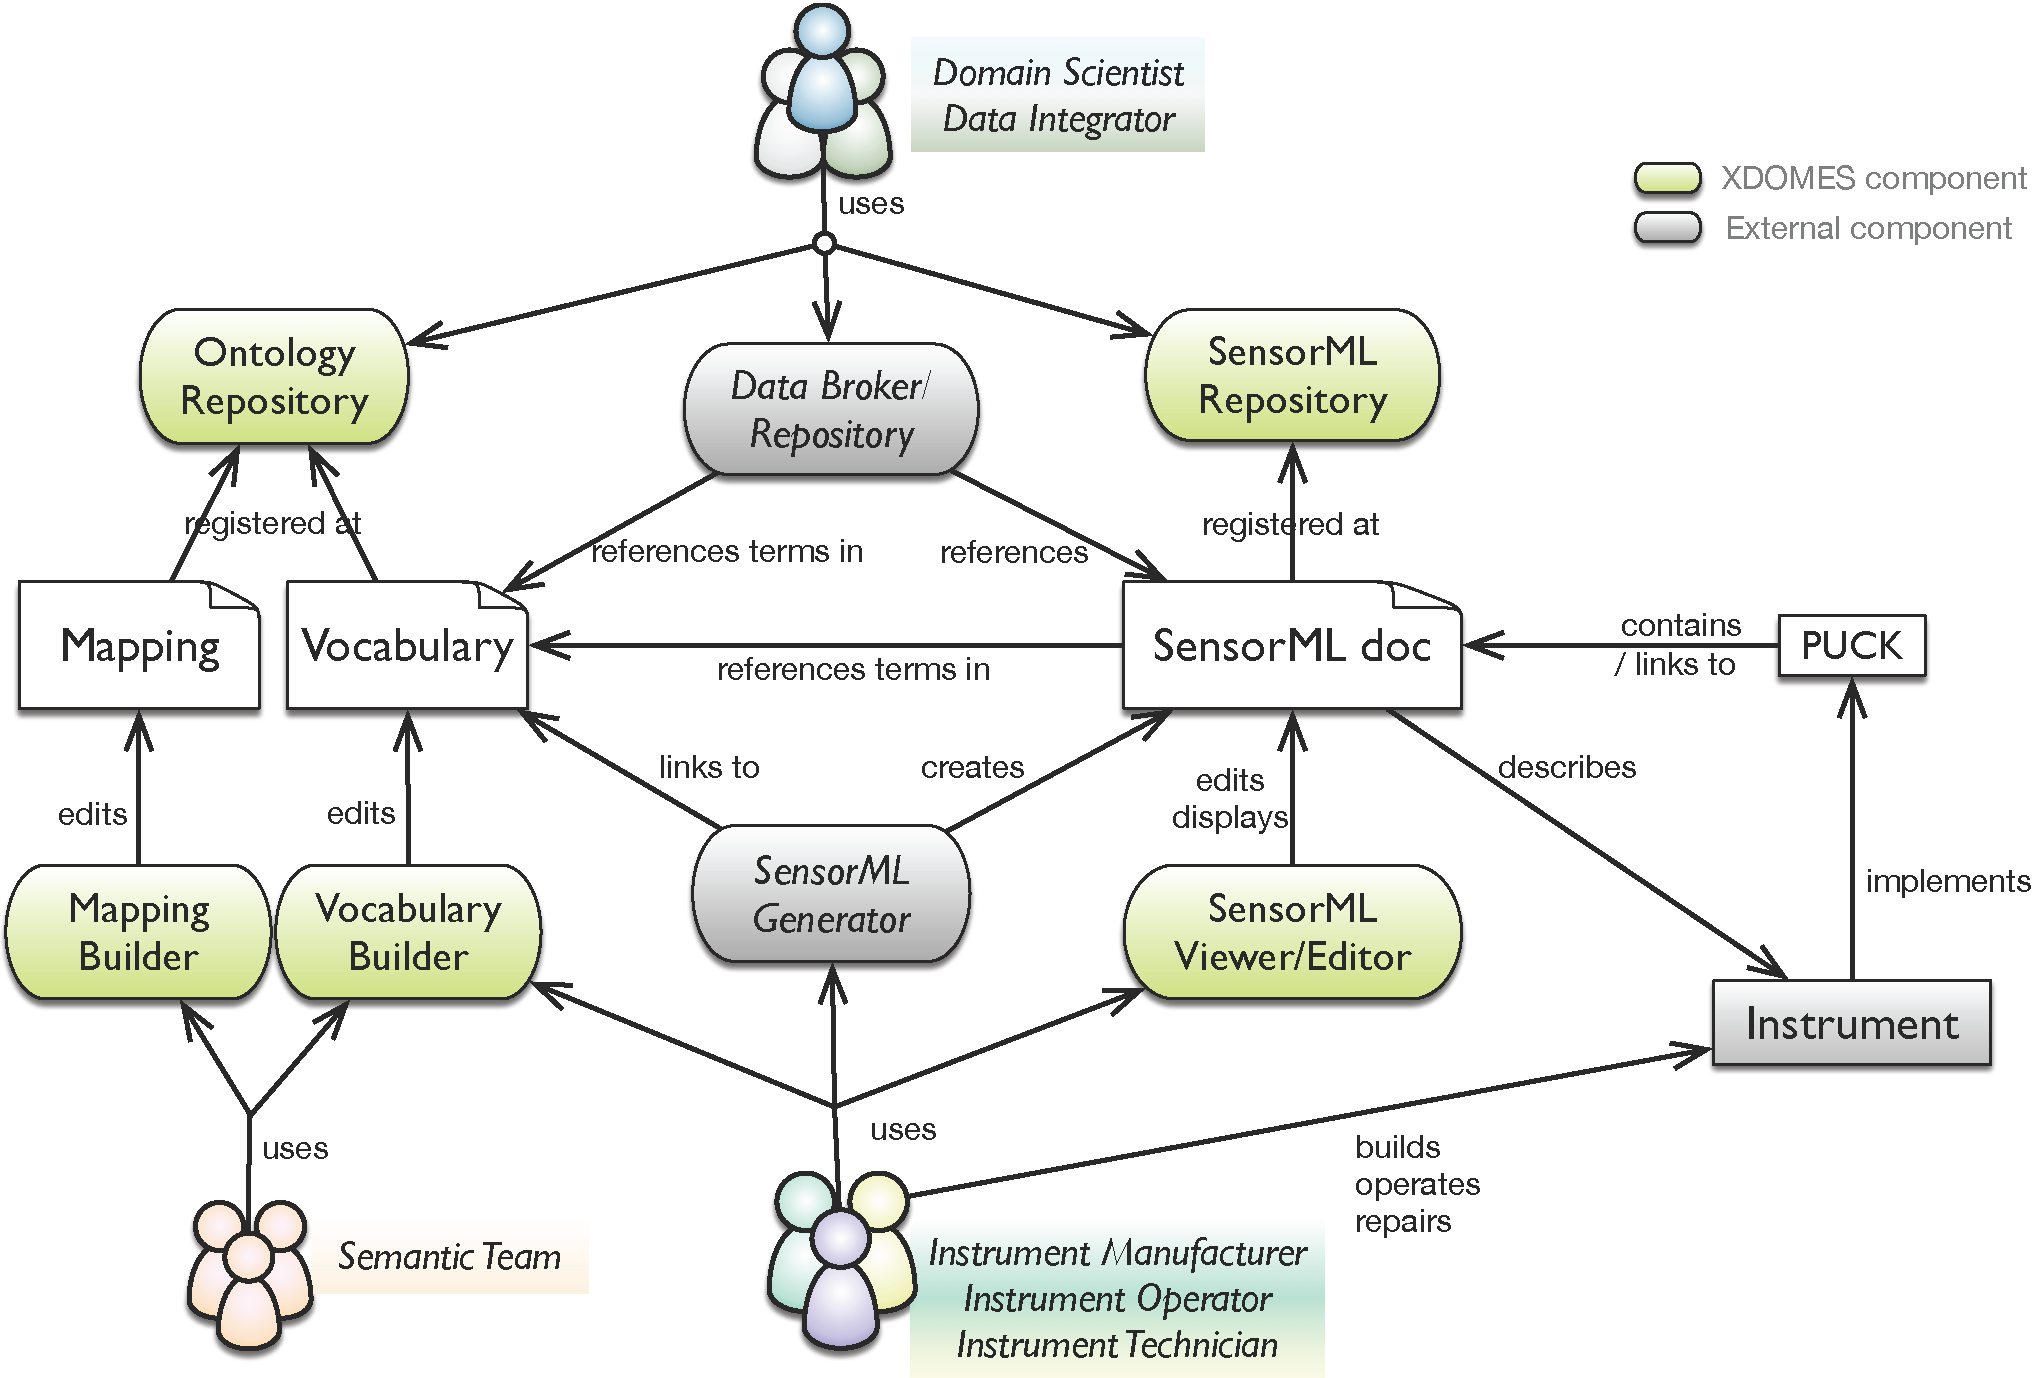 Domain Scientist
Data Integrator
XDOMES component
External component
uses
Ontology
Repository
Data Broker/
Repository
SensorML
Repository
registered at
references terms in
references
registered at
Mapping
Vocabulary
references terms in
SensorML doc
contains
/ links to
PUCK
edits
edits
links to
creates
edits
displays
describes
implements
Mapping
Builder
Vocabulary
Builder
SensorML
Generator
SensorML
Viewer/Editor
Instrument
uses
uses
builds
operates
repairs
Semantic Team
Instrument Manufacturer
Instrument Operator
Instrument Technician